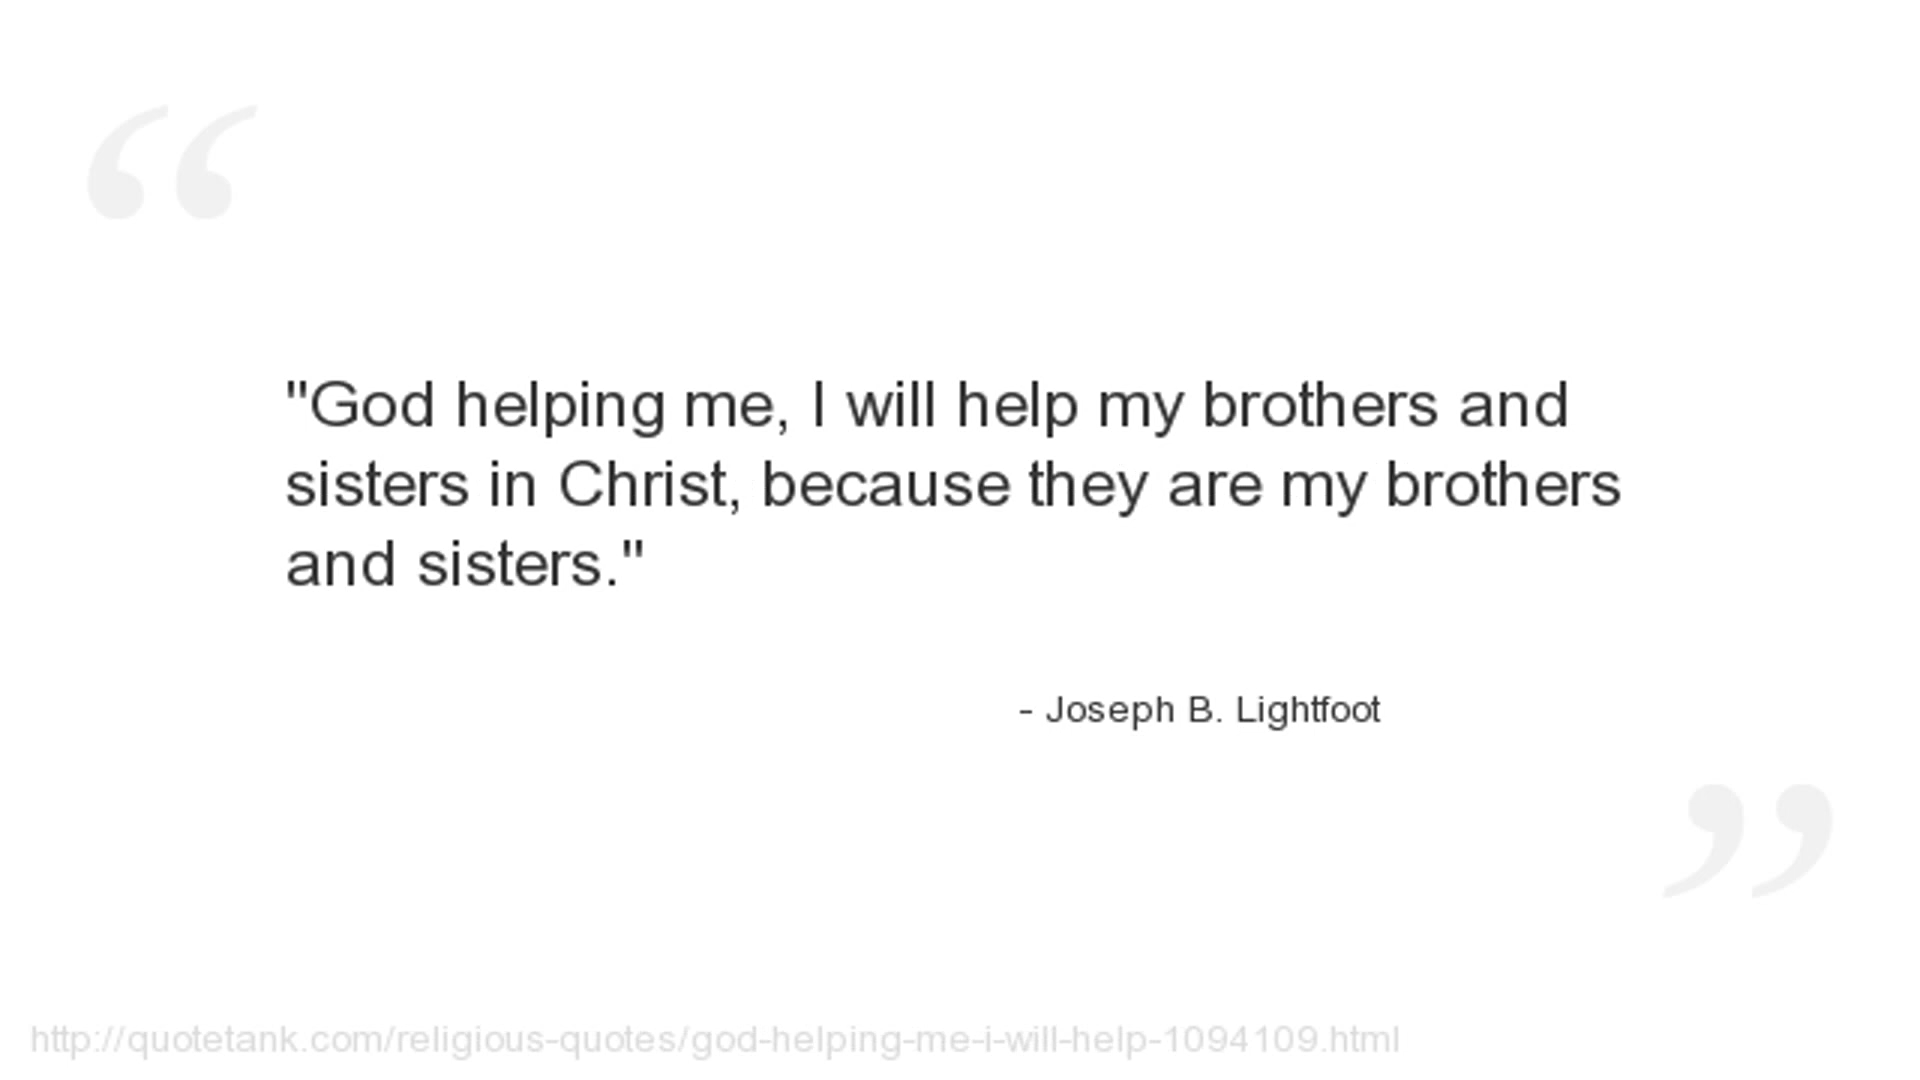 "God helping me, I will help my brothers and
sisters in Christ, because they are my brothers
and sisters."
- Joseph B. Lightfoot
http://quotetank.com/religious-quotes/god-helping-me-i-will-help-1094109.html